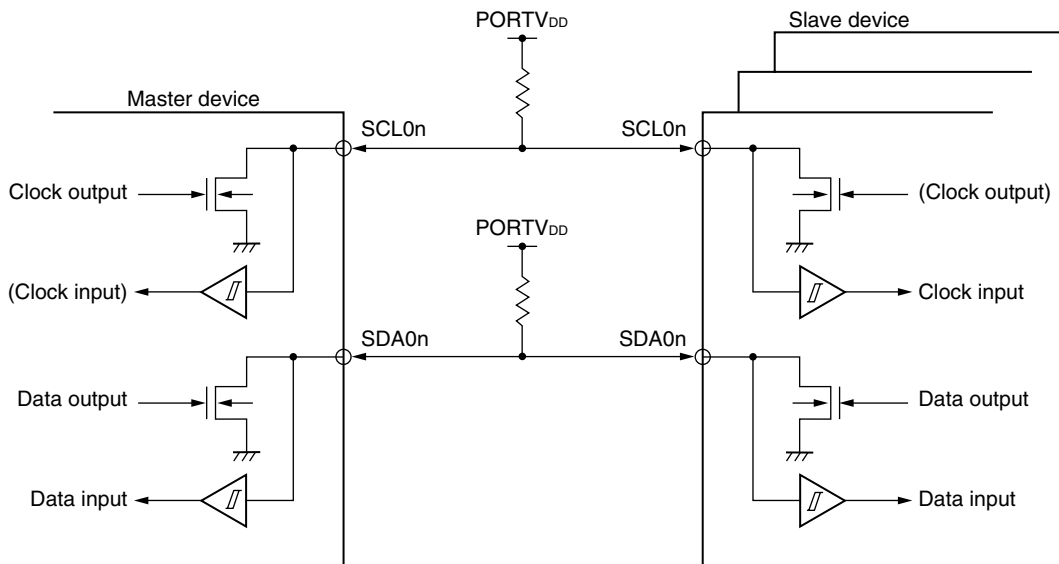 PORTVDD
Slave device
Master device
SCL0n
SCL0n
Clock output
(Clock output)
PORTVDD
(Clock input)
Clock input
SDA0n
SDA0n
Data output
Data output
Data input
Data input